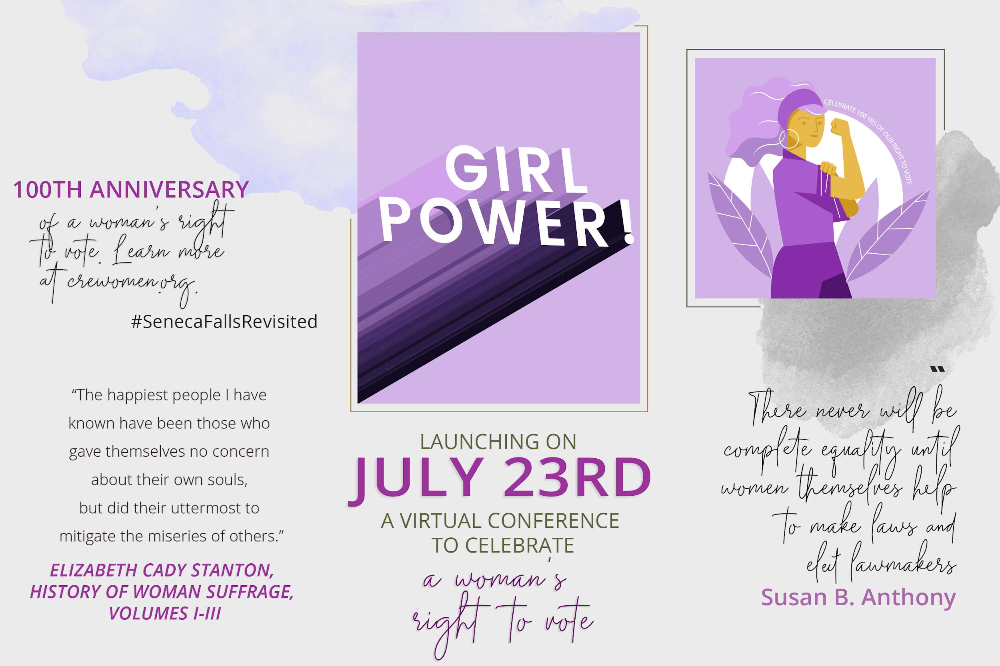 100TH ANNIVERSARY
of a woman's right
to vote. Learn more
at crewomen.org.
#SenecaFallsRevisited
“The happiest people I have
known have been those who
gave themselves no concern
about their own souls,
but did their uttermost to
mitigate the miseries of others.”
ELIZABETH CADY STANTON,
HISTORY OF WOMAN SUFFRAGE,
VOLUMES I-III
GIRL
POWER!
LAUNCHING ON
JULY 23RD
A VIRTUAL CONFERENCE
TO CELEBRATE
a woman's
right to vote
CELEBRATE 100 YRS OF OUR RIGHT TO VOTE
"
There never will be
complete equality until
women themselves help
to make laws and
elect lawmakers
Susan B. Anthony